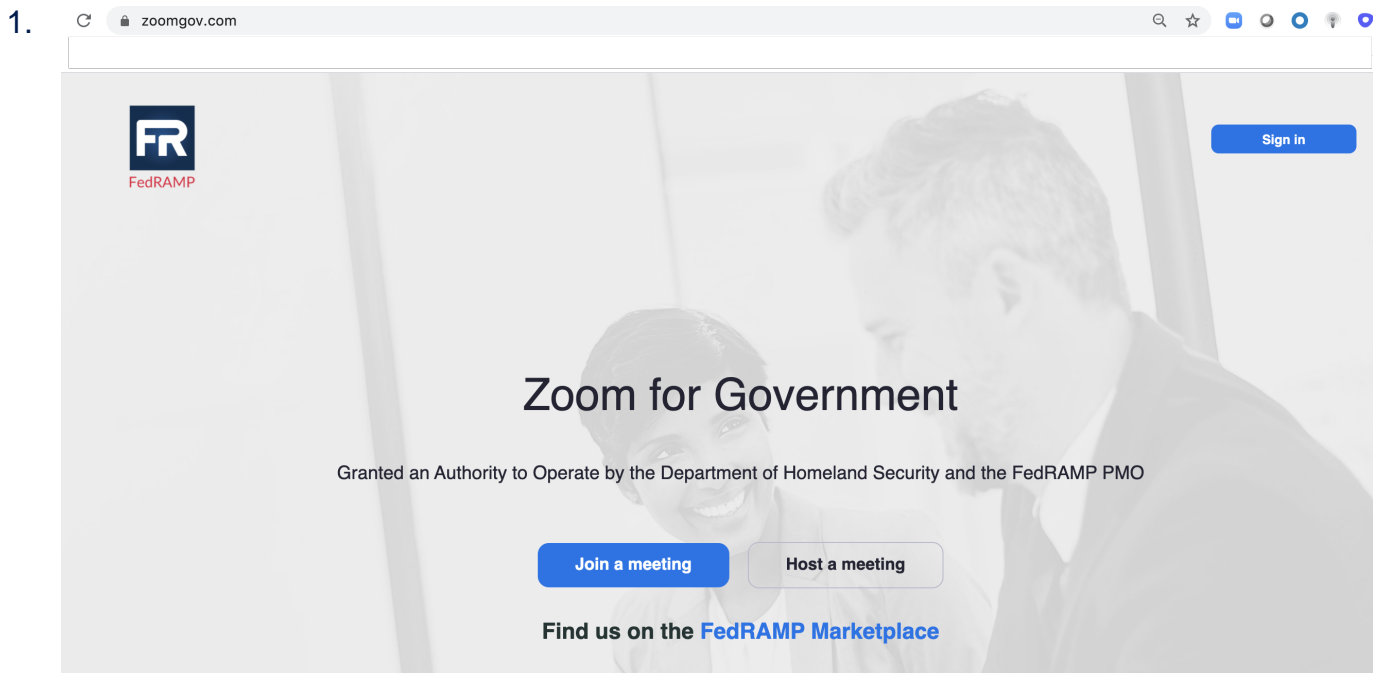 1.
zoomgov.com
FR
FedRAMP
Sign in
Zoom for Government
Granted an Authority to Operate by the Department of Homeland Security and the FedRAMP PMO
Join a meeting
Host a meeting
Find us on the FedRAMP Marketplace